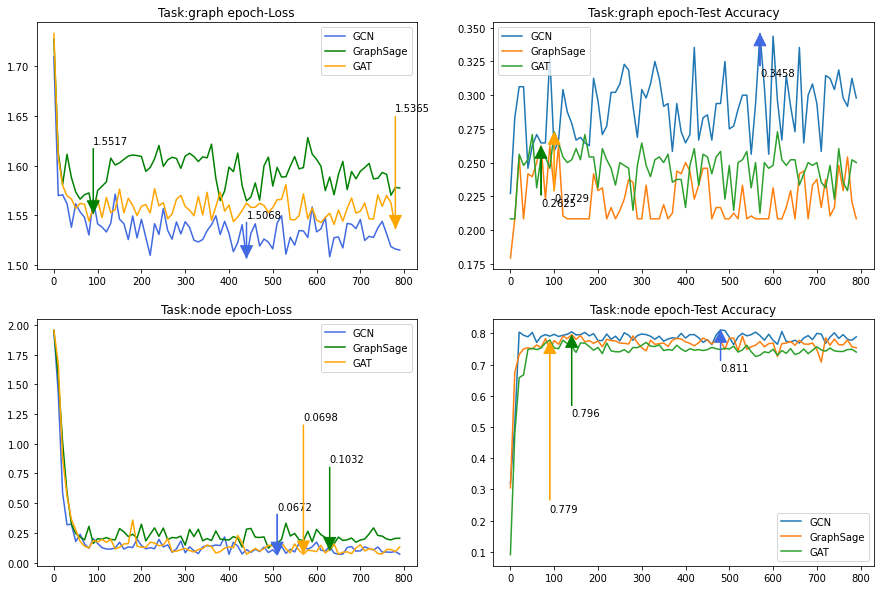 Task:graph epoch-Loss
GCN
GraphSage
GAT
1.5517
1.5068
1.5365
1.70
1.65
1.60
1.55
1.50
0 100 200 300 400 500 600 700 800
Task:graph epoch-Test Accuracy
GCN
GraphSage
GAT
0.3458
0.2625
0.2729
0.350
0.325
0.300
0.275
0.250
0.225
0.200
0.175
0 100 200 300 400 500 600 700 800
Task:node epoch-Loss
GCN
GraphSage
GAT
0.0698
0.1032
0.0672
2.00
1.75
1.50
1.25
1.00
0.75
0.50
0.25
0.00
0 100 200 300 400 500 600 700 800
Task:node epoch-Test Accuracy
0.811
0.796
0.779
GCN
GraphSage
GAT
0.8
0.7
0.6
0.5
0.4
0.3
0.2
0.1
0 100 200 300 400 500 600 700 800